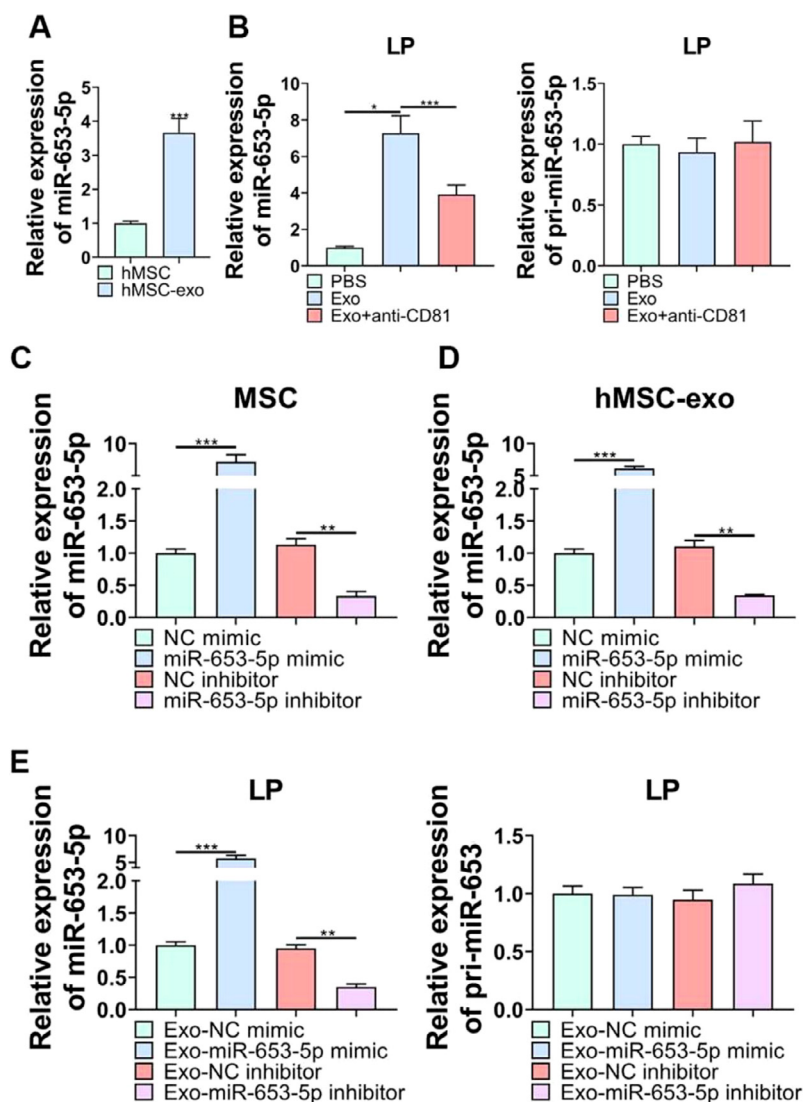 A
Relative expression
of miR-653-5p
5
4
3
2
1
0
***
hMSC
hMSC-exo
B
LP
Relative expression
of miR-653-5p
10
8
6
4
2
0
*
***
PBS
Exo
Exo+anti-CD81
LP
Relative expression
of pri-miR-653-5p
1.5
1.0
0.5
0.0
PBS
Exo
Exo+anti-CD81
C
MSC
Relative expression
of miR-653-5p
10
5
2.0
1.5
1.0
0.5
0.0
***
**
NC mimic
miR-653-5p mimic
NC inhibitor
miR-653-5p inhibitor
D
hMSC-exo
Relative expression
of miR-653-5p
10
5
2.0
1.5
1.0
0.5
0.0
***
**
NC mimic
miR-653-5p mimic
NC inhibitor
miR-653-5p inhibitor
E
LP
Relative expression
of miR-653-5p
10
5
2.0
1.5
1.0
0.5
0.0
***
**
Exo-NC mimic
Exo-miR-653-5p mimic
Exo-NC inhibitor
Exo-miR-653-5p inhibitor
LP
Relative expression
of pri-miR-653
1.5
1.0
0.5
0.0
Exo-NC mimic
Exo-miR-653-5p mimic
Exo-NC inhibitor
Exo-miR-653-5p inhibitor